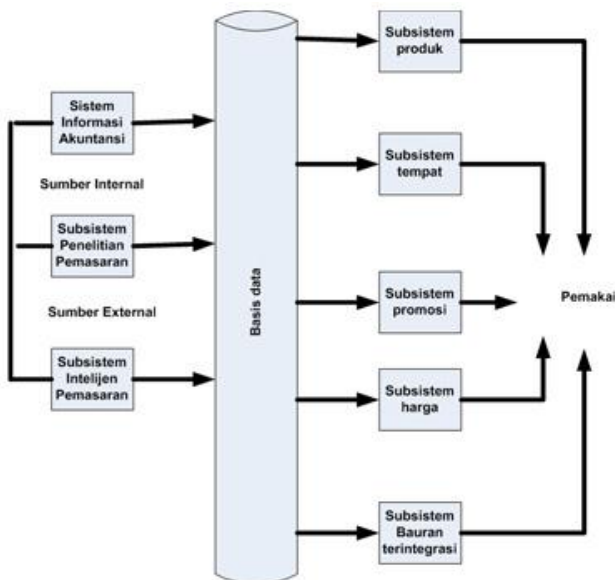 Sistem
Informasi
Akuntansi
Sumber Internal
Subsistem
Penelitian
Pemasaran
Sumber External
Subsistem
Intelijen
Pemasaran
Basis data
Subsistem
produk
Subsistem
tempat
Subsistem
promosi
Subsistem
harga
Subsistem
Bauran
terintegrasi
Pemakai